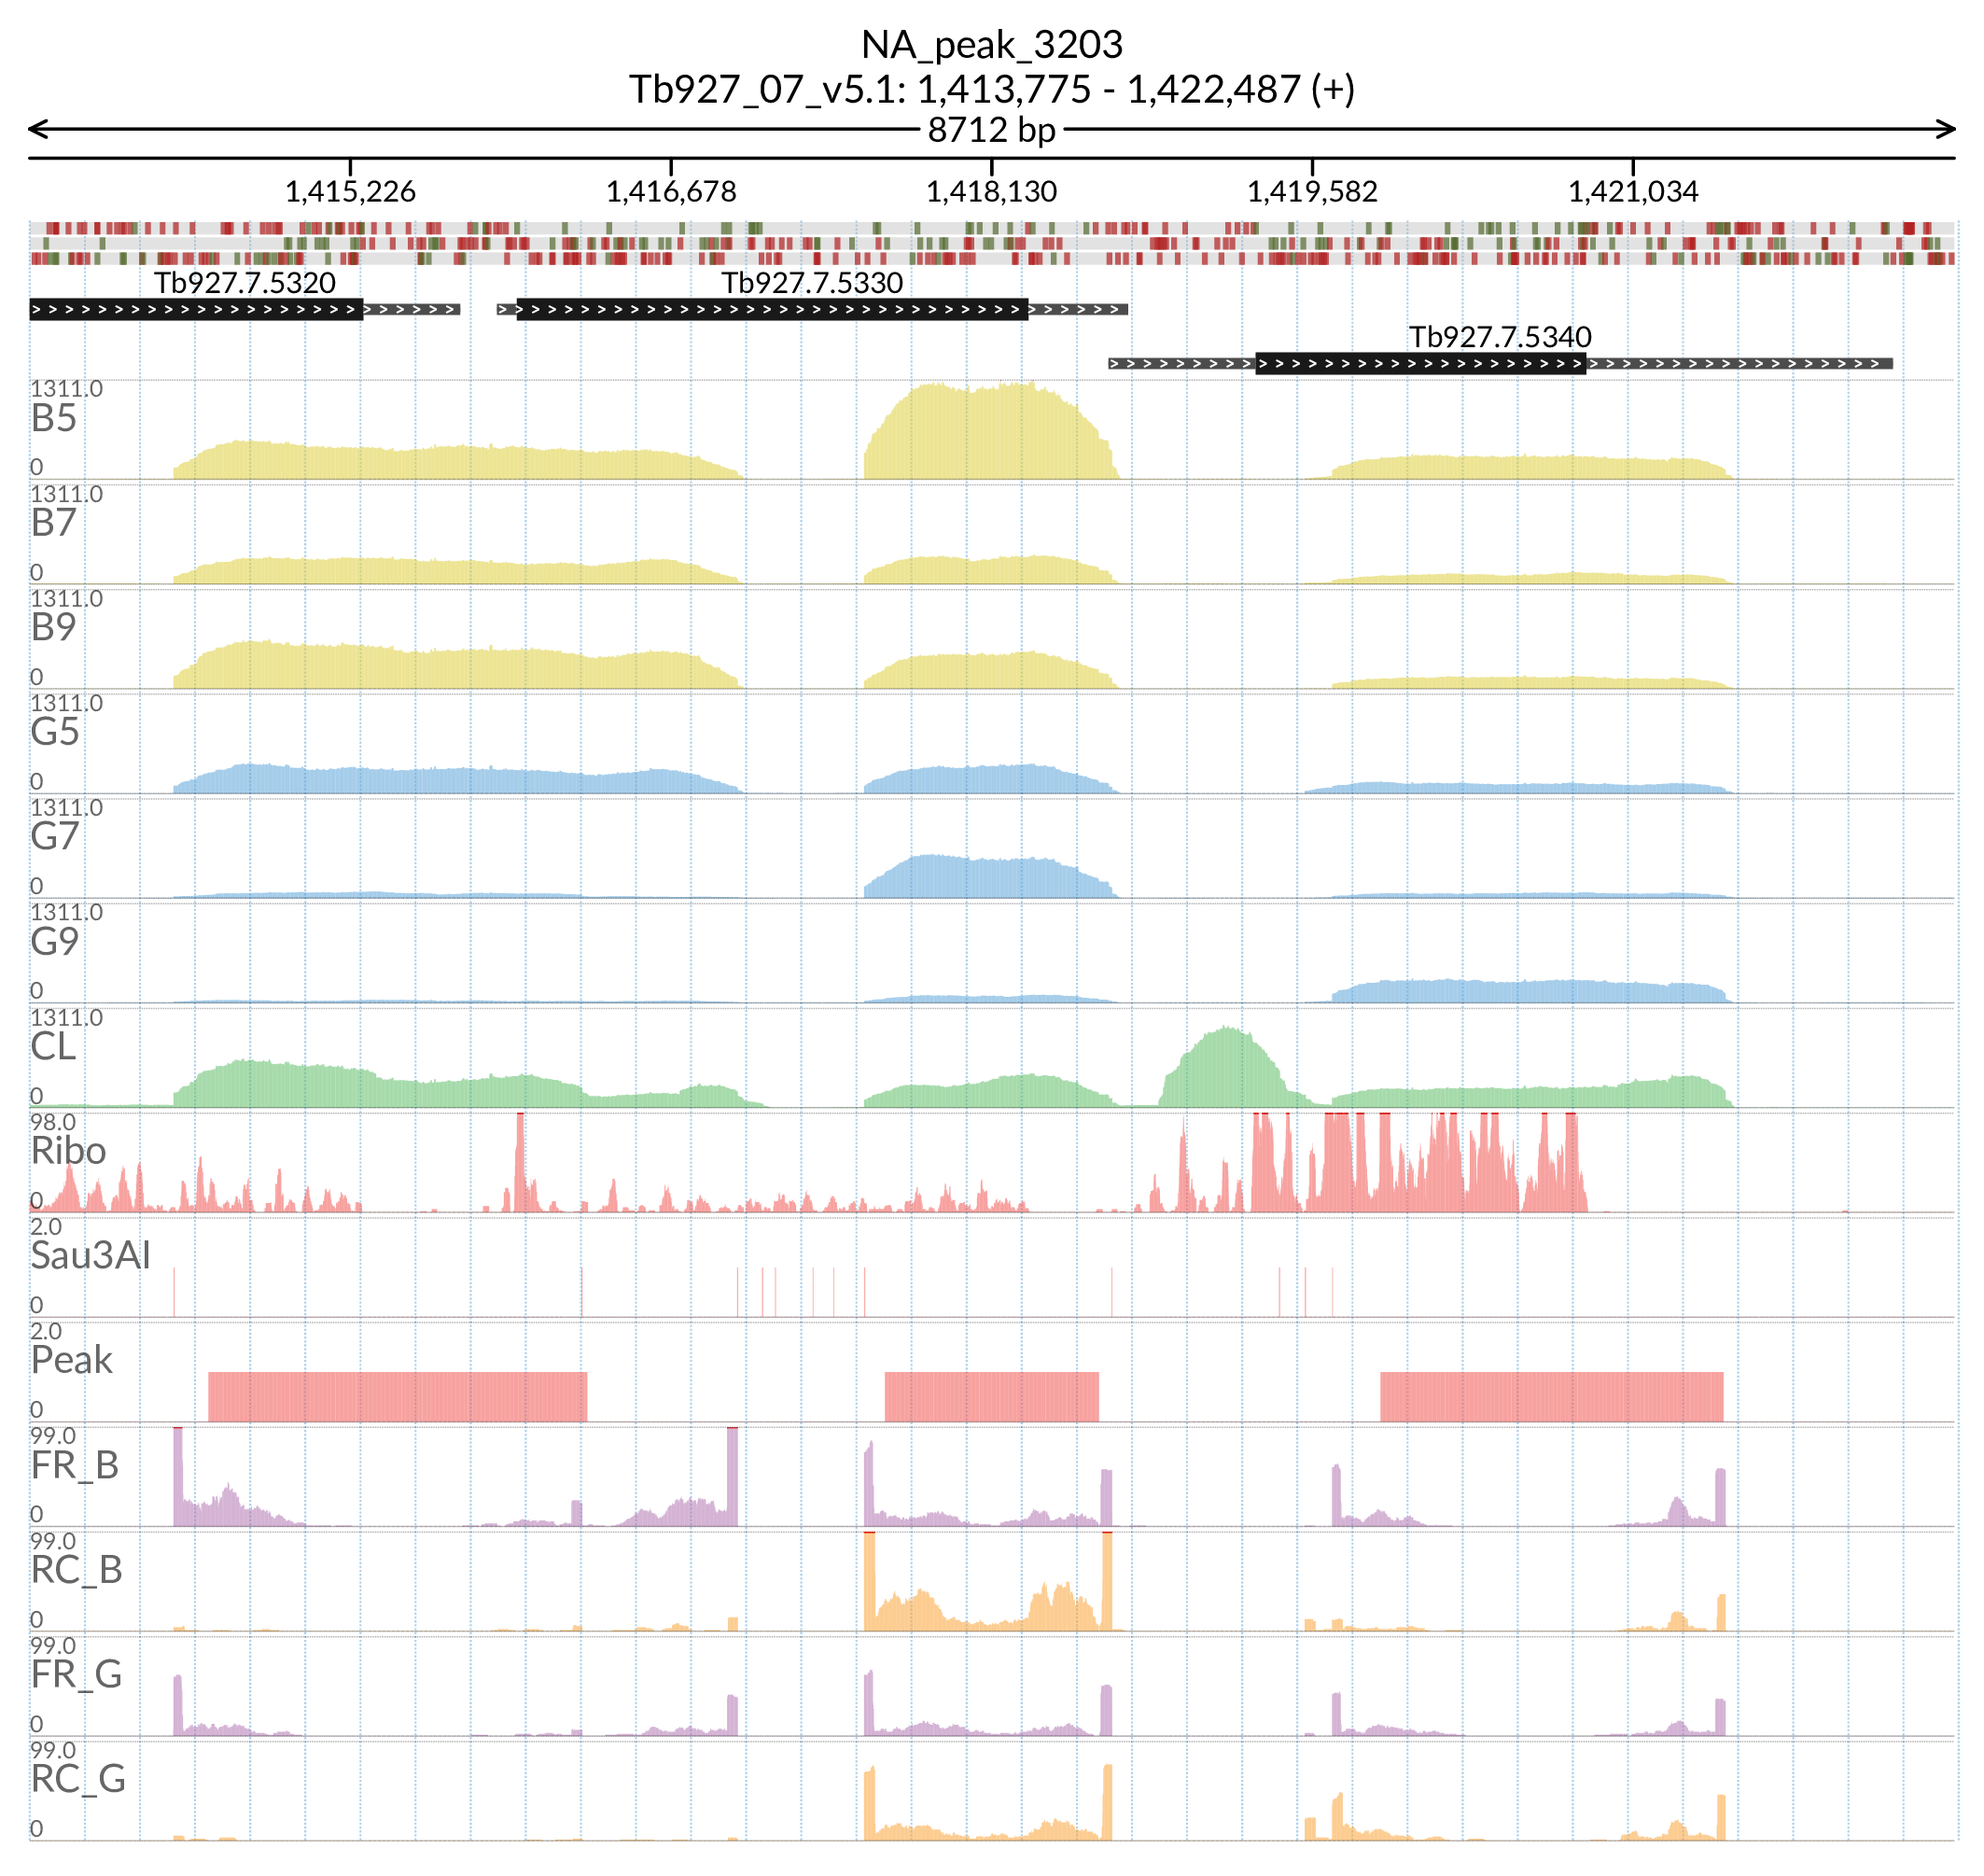 NA_peak_3203
Tb927_07_v5.1: 1,413,775 - 1,422,487 (+)
8712 bp
1,415,226 1,416,678 1,418,130 1,419,582 1,421,034
Tb927.7.5320 Tb927.7.5330
Tb927.7.5340
1311.0
B5
0
1311.0
B7
0
1311.0
B9
0
1311.0
G5
0
1311.0
G7
0
1311.0
G9
0
1311.0
CL
0
98.0
Ribo
0
2.0
Sau3AI
0
2.0
Peak
0
99.0
FR_B
0
99.0
RC_B
0
99.0
FR_G
0
99.0
RC_G
0